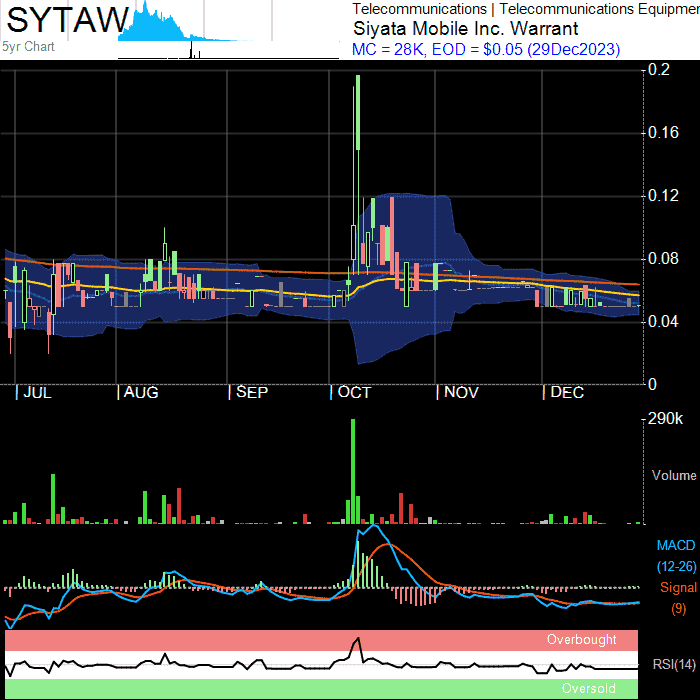 SYTAW
5yr Chart
Telecommunications | Telecommunications Equipmen
Siyata Mobile Inc. Warrant
MC = 28K, EOD = $0.05 (29Dec2023)
0.2
0.16
0.12
0.08
0.04
0
JUL AUG SEP OCT NOV DEC
290k
Volume
MACD
(12-26)
Signal
(9)
Overbought
RSI(14)
Oversold